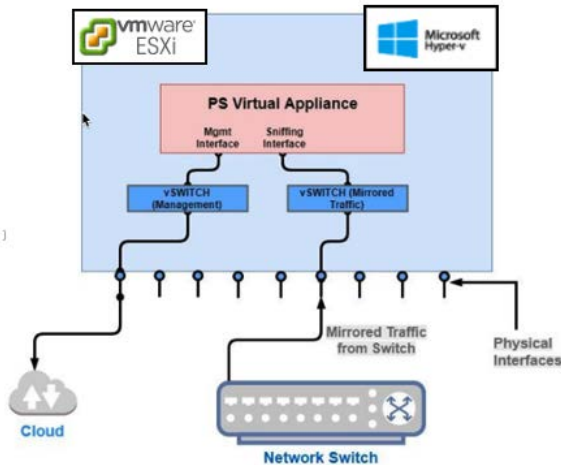 vmware
ESXi
Microsoft
Hyper-v
PS Virtual Appliance
Mgmt
Interface
Sniffing
Interface
vSWITCH
(Management)
vSWITCH (Mirrored
Traffic)
Mirrored Traffic
from Switch
Physical
Interfaces
Cloud
Network Switch